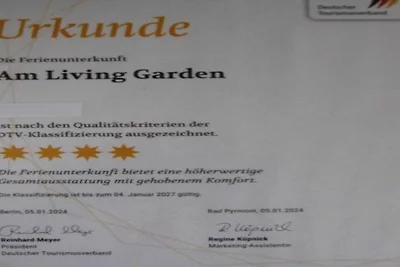 Deutscher
Tourismusverband
Urkunde
Die Ferienunterkunft
Am Living Garden
ist nach den Qualitätskriterien der
DTV-Klassifizierung ausgezeichnet.
Die Ferienunterkunft bietet eine höherwertige
Gesamtausstattung mit gehobenem Komfort.
Die Klassifizierung ist bis zum 04. Januar 2027 gültig.
Berlin, 05.01.2024
Bad Pyrmont, 05.01.2024
Reinhard Meyer
Präsident
Deutscher Tourismusverband
Regine Köpnick
Marketing-Assistentin